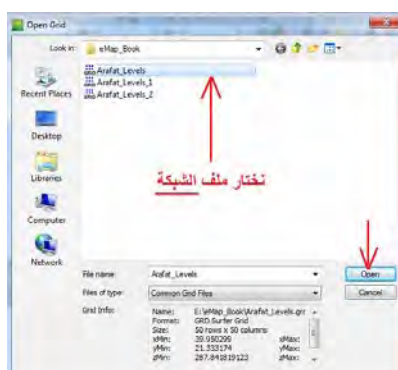 Open Grid
Look in: eMap_Book
Arafat_Levels
Arafat_Levels_1
Arafat_Levels_2
Recent Places
Desktop
Libraries
Computer
Network
نختار ملف الشبكة
File name: Arafat_Levels Open
Files of type: Common Grid Files Cancel
Grid Info: Name: E:\eMap_Book\Arafat_Levels.grd
Format: GRD Surfer Grid
Size: 50 rows x 50 columns
xMin: 39.950295 xMax:
yMin: 21.333174 yMax:
zMin: 287.841819123 zMax: